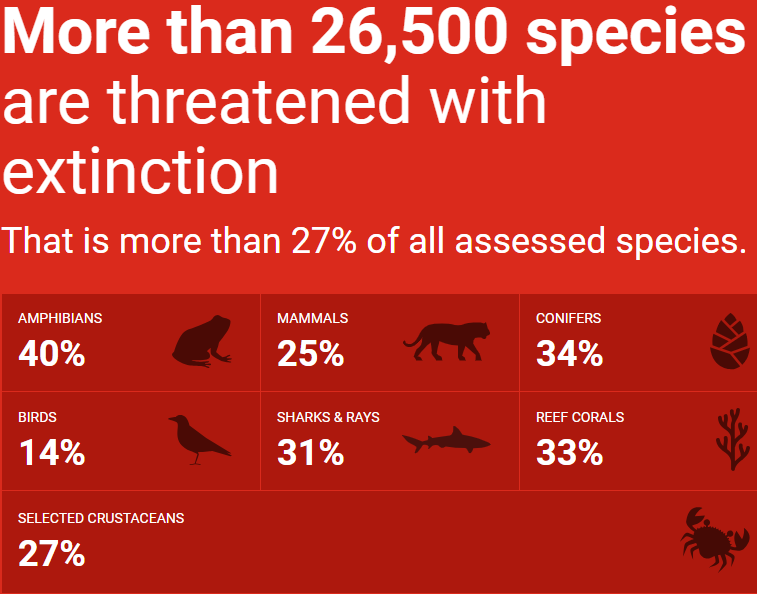 More than 26,500 species
are threatened with
extinction
That is more than 27% of all assessed species.
AMPHIBIANS
40%
MAMMALS
25%
CONIFERS
34%
BIRDS
14%
SHARKS & RAYS
31%
REEF CORALS
33%
SELECTED CRUSTACEANS
27%